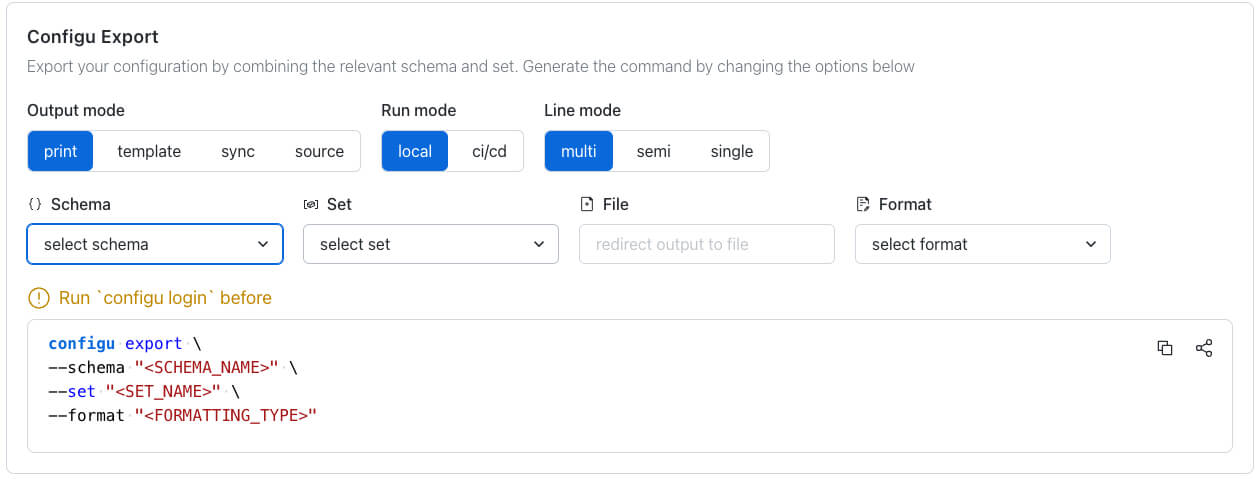 Configu Export
Export your configuration by combining the relevant schema and set. Generate the command by changing the options below
Output mode Run mode Line mode
print template sync source local ci/cd multi semi single
{} Schema Set File Format
select schema select set redirect output to file select format
Run `configu login` before
configu export \
--schema "<SCHEMA_NAME>" \
--set "<SET_NAME>" \
--format "<FORMATTING_TYPE>"